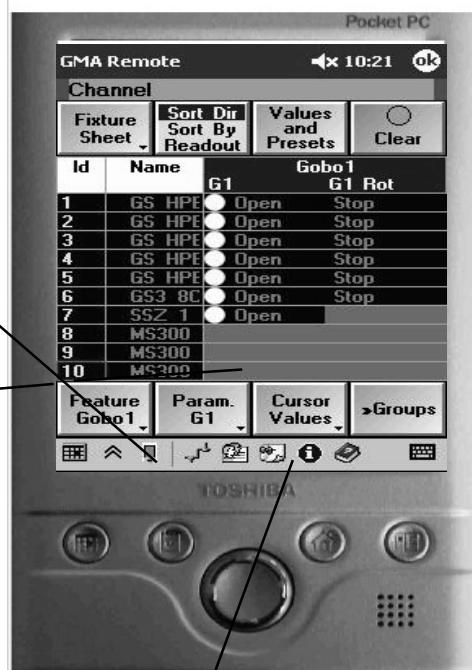 Pocket PC
GMA Remote 10:21 ok
Channel
Fixture Sheet
Sort Dir Sort By Readout
Values and Presets
Clear
Id Name Gobo1
G1 G1 Rot
1 GS HPE Open Stop
2 GS HPE Open Stop
3 GS HPE Open Stop
4 GS HPE Open Stop
5 GS HPE Open Stop
6 GS3 8C Open Stop
7 SSZ 1 Open
8 MS300
9 MS300
10 MS300
Feature Gobo1
Param. G1
Cursor Values
»Groups
TOSHIBA